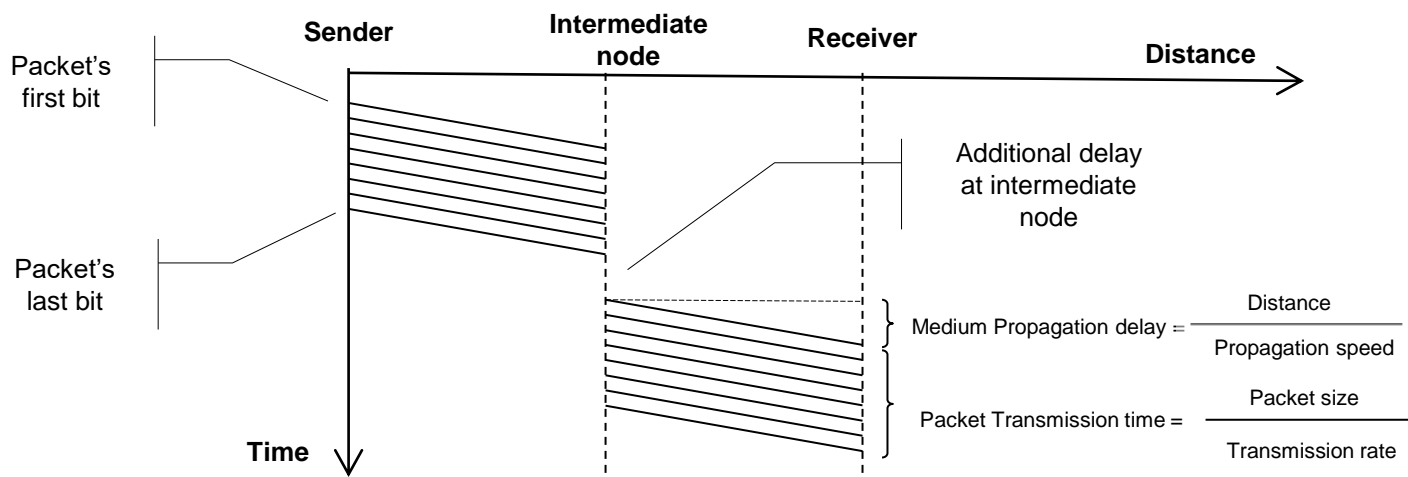 Sender
Intermediate
node
Receiver
Distance
Packet's
first bit
Additional delay
at intermediate
node
Packet's
last bit
Medium Propagation delay =
Distance
Propagation speed
Packet Transmission time =
Packet size
Transmission rate
Time